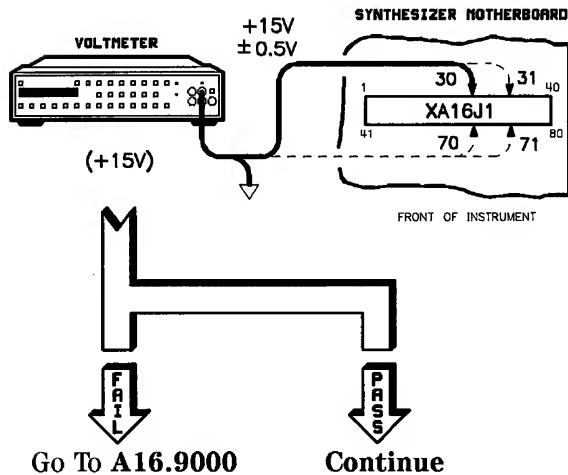 SYNTHESIZER MOTHERBOARD
+15V
±0.5V
VOLTMETER
30 31
1 40
XA16J1
41 80
70 71
(+15V)
FRONT OF INSTRUMENT
FAIL
PASS
Go To A16.9000 Continue